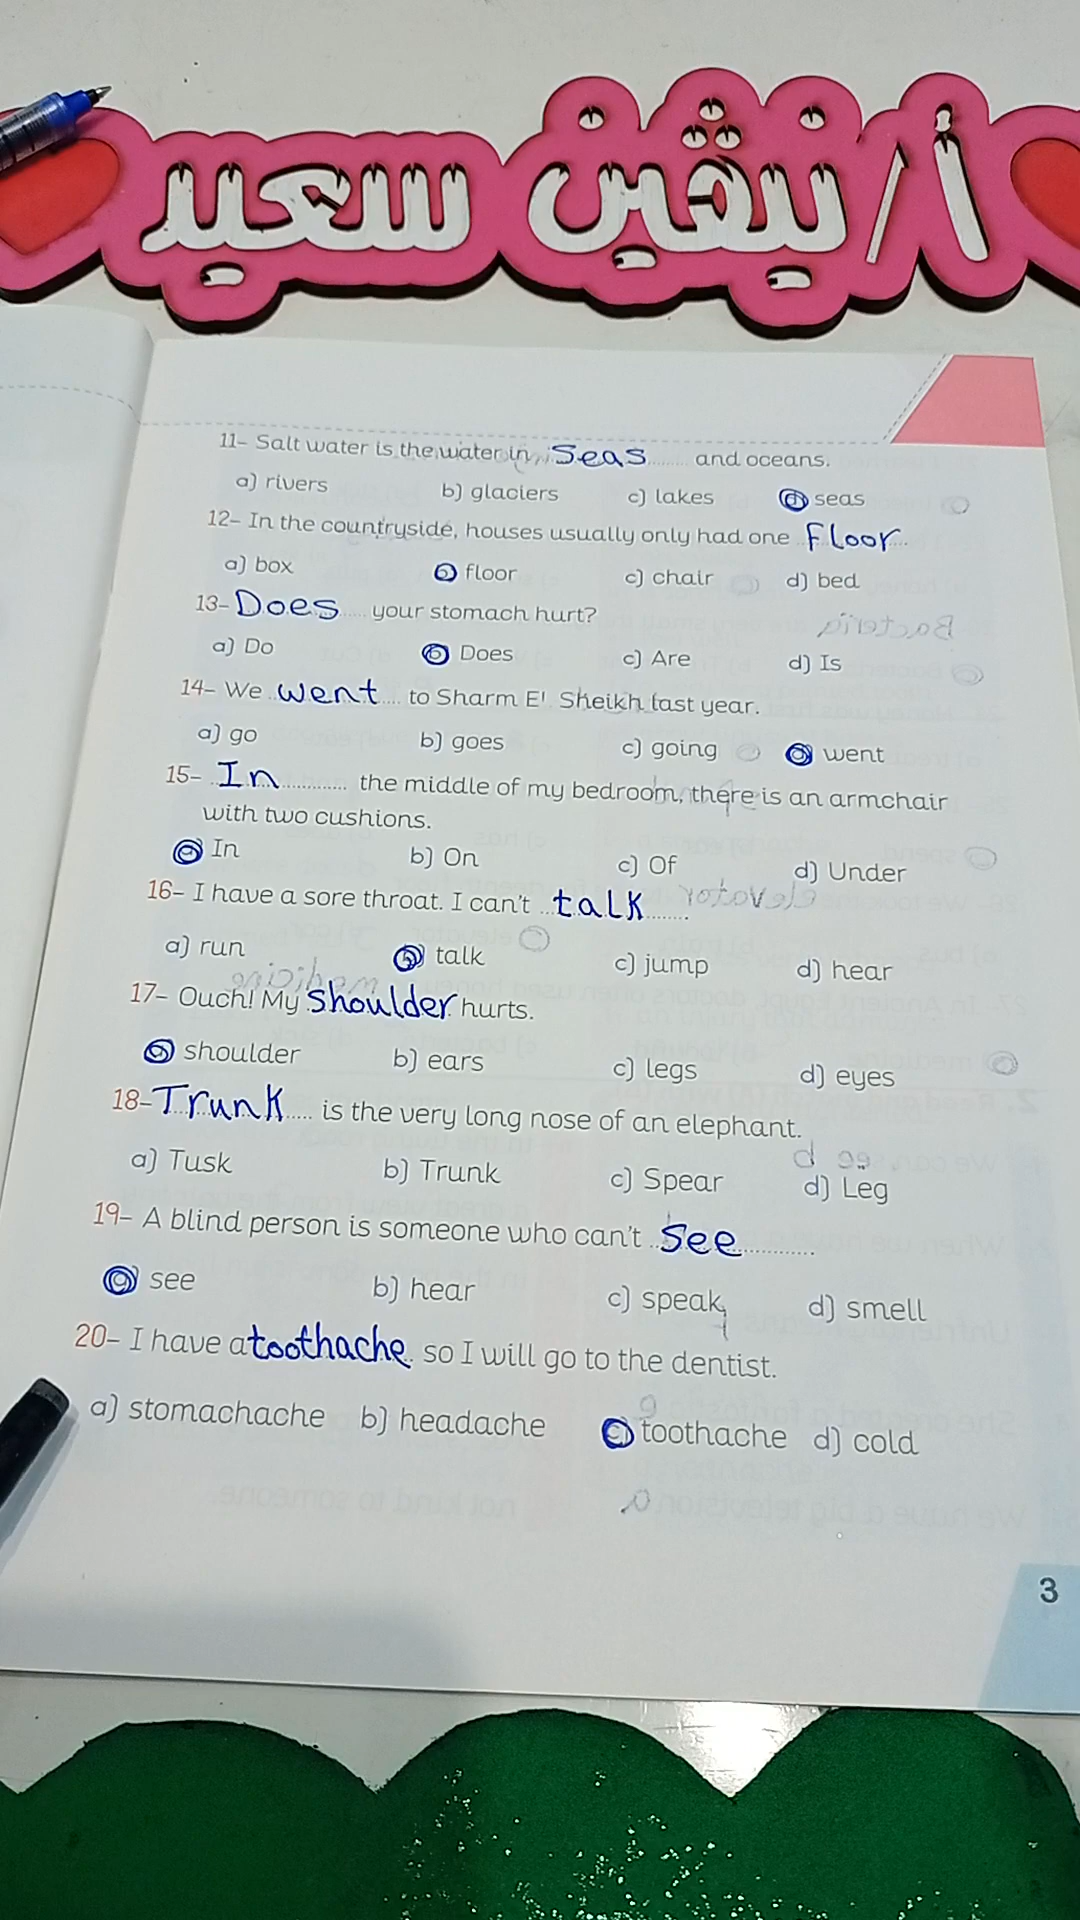 أ/ نيڤين سعيد
11- Salt water is the water in Seas and oceans.
a) rivers b) glaciers c) lakes d) seas
12- In the countryside, houses usually only had one Floor
a) box b) floor c) chair d) bed
13- Does your stomach hurt?
a) Do b) Does c) Are d) Is
14- We went to Sharm El Sheikh last year.
a) go b) goes c) going d) went
15- In the middle of my bedroom, there is an armchair
with two cushions.
a) In b) On c) Of d) Under
16- I have a sore throat. I can't talk
a) run b) talk c) jump d) hear
17- Ouch! My shoulder hurts.
a) shoulder b) ears c) legs d) eyes
18- Trunk is the very long nose of an elephant.
a) Tusk b) Trunk c) Spear d) Leg
19- A blind person is someone who can't see
a) see b) hear c) speak d) smell
20- I have a toothache so I will go to the dentist.
a) stomachache b) headache c) toothache d) cold
3